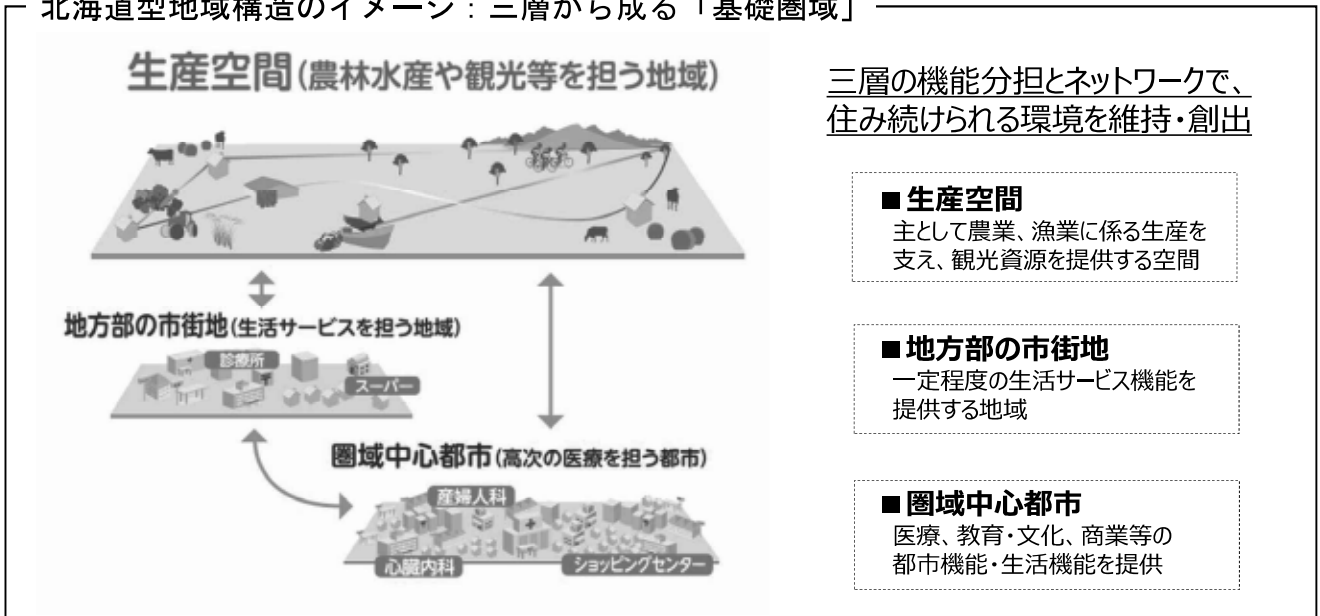 北海道型地域構造のイメージ：三層から成る「基礎圏域」
生産空間(農林水産や観光等を担う地域)
地方部の市街地(生活サービスを担う地域)
診療所
スーパー
圏域中心都市(高次の医療を担う都市)
産婦人科
心臓内科
ショッピングセンター
三層の機能分担とネットワークで、
住み続けられる環境を維持・創出
■生産空間
主として農業、漁業に係る生産を
支え、観光資源を提供する空間
■地方部の市街地
一定程度の生活サービス機能を
提供する地域
■圏域中心都市
医療、教育・文化、商業等の
都市機能・生活機能を提供